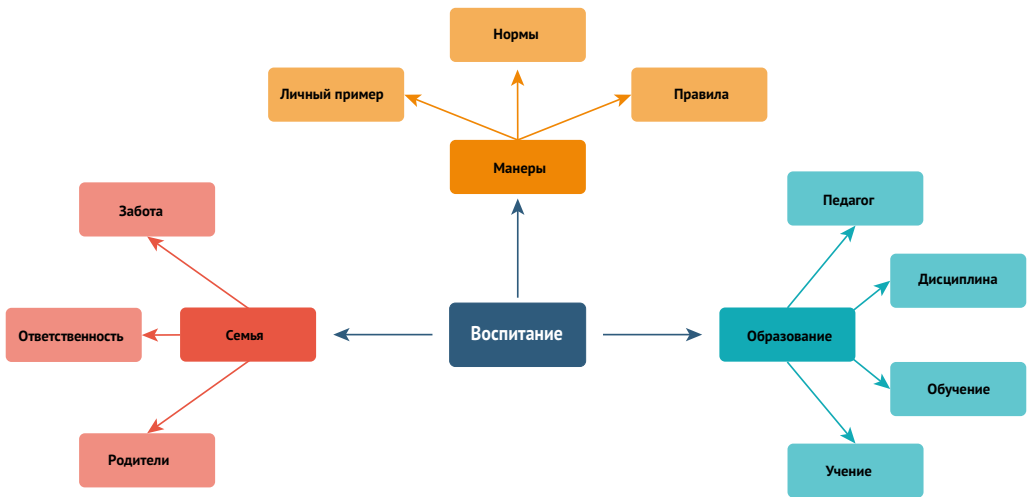 Нормы
Личный пример
Правила
Манеры
Забота
Педагог
Дисциплина
Ответственность
Семья
Воспитание
Образование
Обучение
Родители
Учение